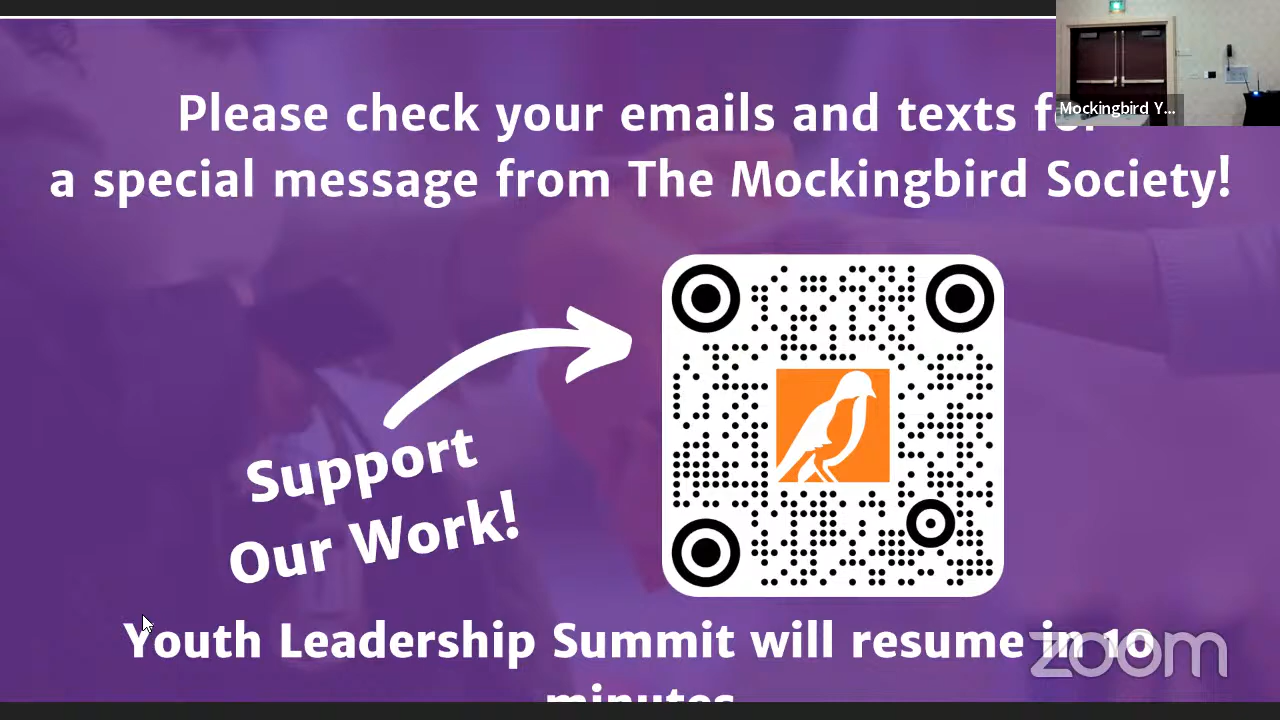 Please check your emails and texts for
a special message from The Mockingbird Society!
Mockingbird Y...
Support
Our Work!
Youth Leadership Summit will resume in 10
minutes
zoom